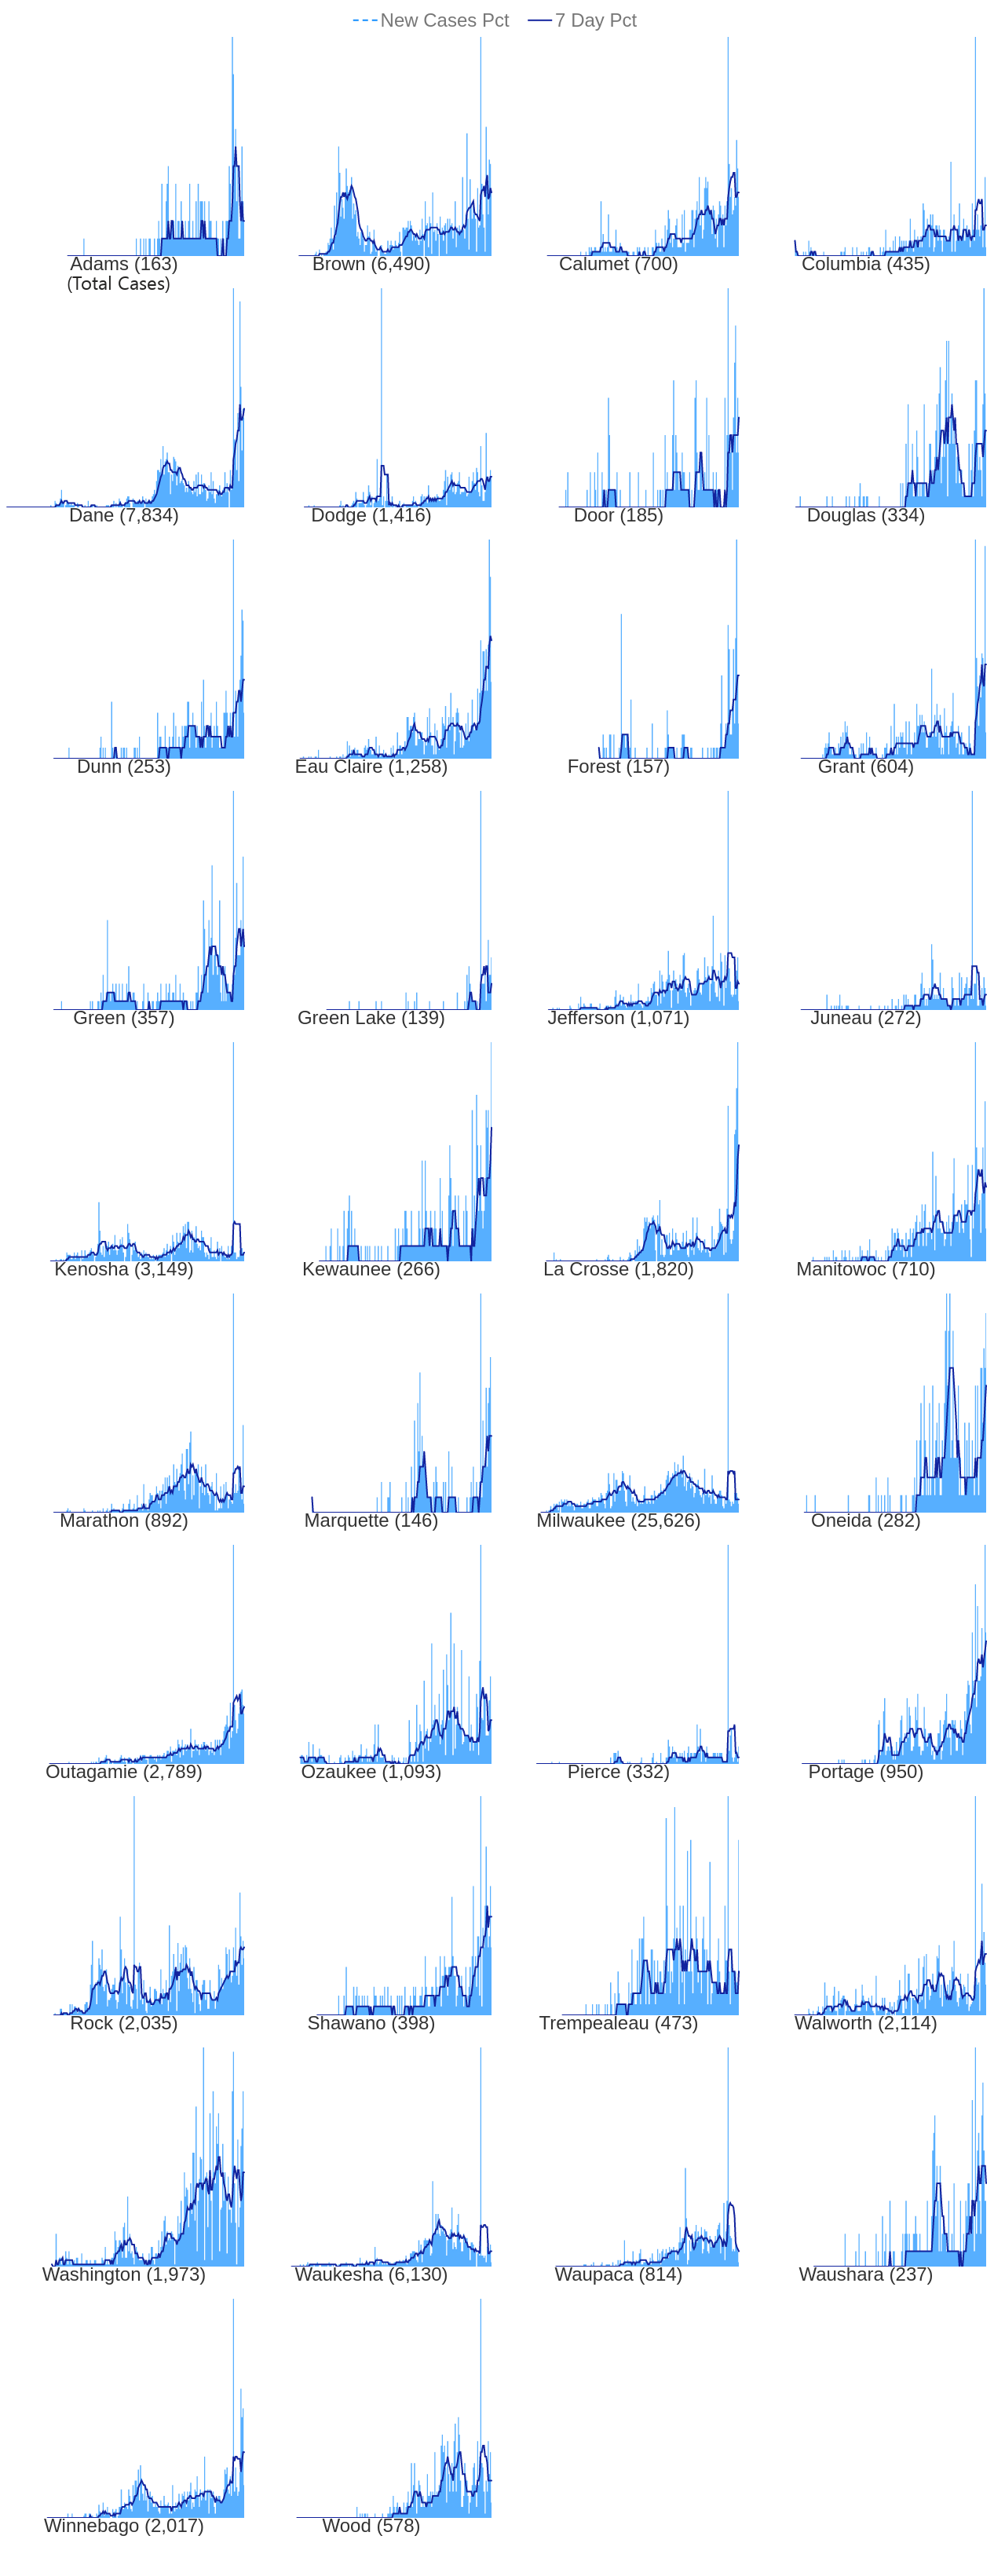 New Cases Pct 7 Day Pct
Adams (163) Brown (6,490) Calumet (700) Columbia (435)
(Total Cases)
Dane (7,834) Dodge (1,416) Door (185) Douglas (334)
Dunn (253) Eau Claire (1,258) Forest (157) Grant (604)
Green (357) Green Lake (139) Jefferson (1,071) Juneau (272)
Kenosha (3,149) Kewaunee (266) La Crosse (1,820) Manitowoc (710)
Marathon (892) Marquette (146) Milwaukee (25,626) Oneida (282)
Outagamie (2,789) Ozaukee (1,093) Pierce (332) Portage (950)
Rock (2,035) Shawano (398) Trempealeau (473) Walworth (2,114)
Washington (1,973) Waukesha (6,130) Waupaca (814) Waushara (237)
Winnebago (2,017) Wood (578)